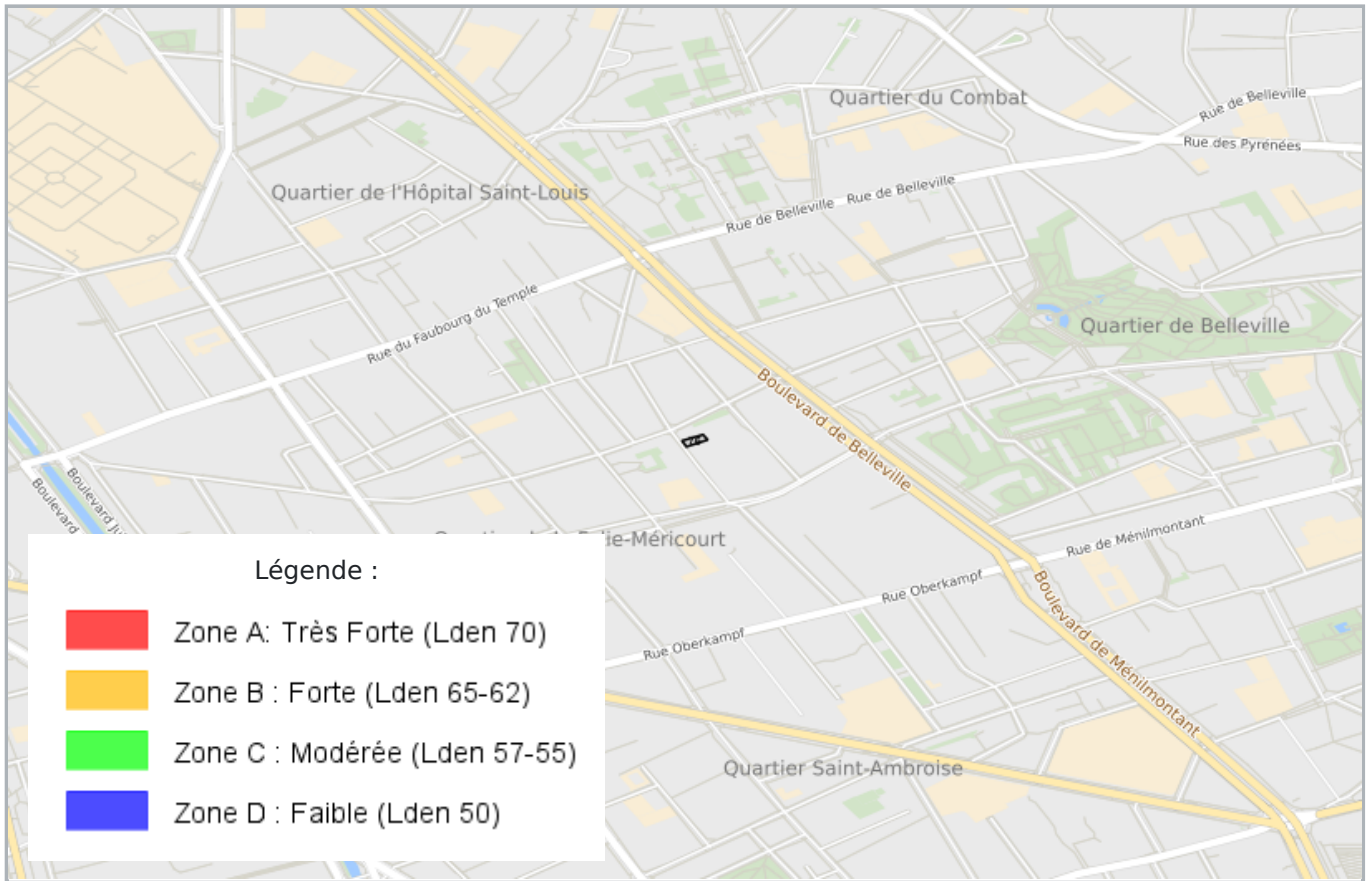 Quartier du Combat
Rue de Belleville
Rue des Pyrénées
Quartier de l'Hôpital Saint-Louis
Rue de Belleville
Rue de Belleville
Rue du Faubourg du Temple
Quartier de Belleville
Boulevard de Belleville
Boulevard Ju
Boulevard
ie-Méricourt
Rue de Ménilmontant
Rue Oberkampf
Boulevard de Ménilmontant
Rue Oberkampf
Quartier Saint-Ambroise
Légende :
Zone A: Très Forte (Lden 70)
Zone B : Forte (Lden 65-62)
Zone C : Modérée (Lden 57-55)
Zone D : Faible (Lden 50)